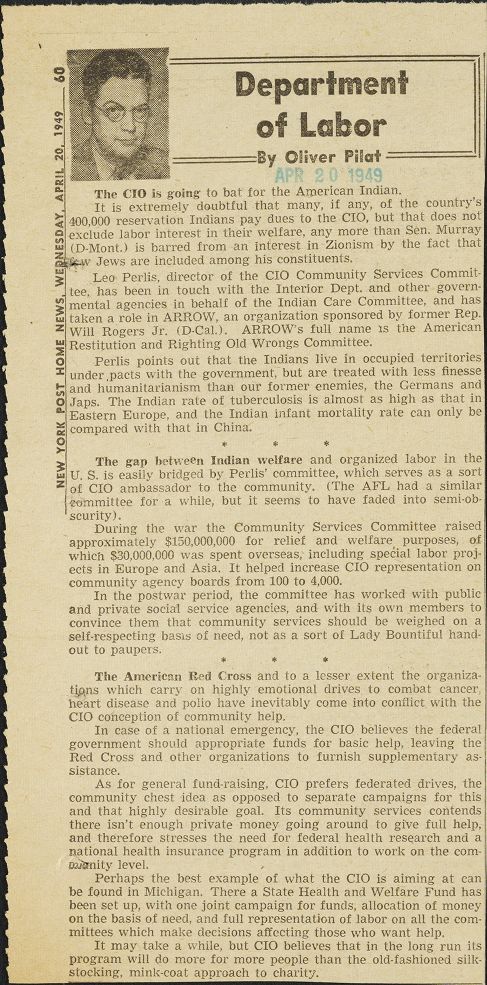 NEW YORK POST HOME NEWS, WEDNESDAY, APRIL 20, 1949 60
Department
of Labor
By Oliver Pilat
APR 20 1949
The CIO is going to bat for the American Indian.
It is extremely doubtful that many, if any, of the country's
400,000 reservation Indians pay dues to the CIO, but that does not
exclude labor interest in their welfare, any more than Sen. Murray
(D-Mont.) is barred from an interest in Zionism by the fact that
few Jews are included among his constituents.
Leo Perlis, director of the CIO Community Services Commit-
tee, has been in touch with the Interior Dept. and other govern-
mental agencies in behalf of the Indian Care Committee, and has
taken a role in ARROW, an organization sponsored by former Rep.
Will Rogers Jr. (D-Cal.). ARROW's full name is the American
Restitution and Righting Old Wrongs Committee.
Perlis points out that the Indians live in occupied territories
under pacts with the government, but are treated with less finesse
and humanitarianism than our former enemies, the Germans and
Japs. The Indian rate of tuberculosis is almost as high as that in
Eastern Europe, and the Indian infant mortality rate can only be
compared with that in China.
* * *
The gap between Indian welfare and organized labor in the
U. S. is easily bridged by Perlis' committee, which serves as a sort
of CIO ambassador to the community. (The AFL had a similar
committee for a while, but it seems to have faded into semi-ob-
scurity).
During the war the Community Services Committee raised
approximately $150,000,000 for relief and welfare purposes, of
which $30,000,000 was spent overseas, including special labor proj-
ects in Europe and Asia. It helped increase CIO representation on
community agency boards from 100 to 4,000.
In the postwar period, the committee has worked with public
and private social service agencies, and with its own members to
convince them that community services should be weighed on a
self-respecting basis of need, not as a sort of Lady Bountiful hand-
out to paupers.
* * *
The American Red Cross and to a lesser extent the organiza-
tions which carry on highly emotional drives to combat cancer,
heart disease and polio have inevitably come into conflict with the
CIO conception of community help.
In case of a national emergency, the CIO believes the federal
government should appropriate funds for basic help, leaving the
Red Cross and other organizations to furnish supplementary as-
sistance.
As for general fund-raising, CIO prefers federated drives, the
community chest idea as opposed to separate campaigns for this
and that highly desirable goal. Its community services contends
there isn't enough private money going around to give full help,
and therefore stresses the need for federal health research and a
national health insurance program in addition to work on the com-
munity level.
Perhaps the best example of what the CIO is aiming at can
be found in Michigan. There a State Health and Welfare Fund has
been set up, with one joint campaign for funds, allocation of money
on the basis of need, and full representation of labor on all the com-
mittees which make decisions affecting those who want help.
It may take a while, but CIO believes that in the long run its
program will do more for more people than the old-fashioned silk-
stocking, mink-coat approach to charity.